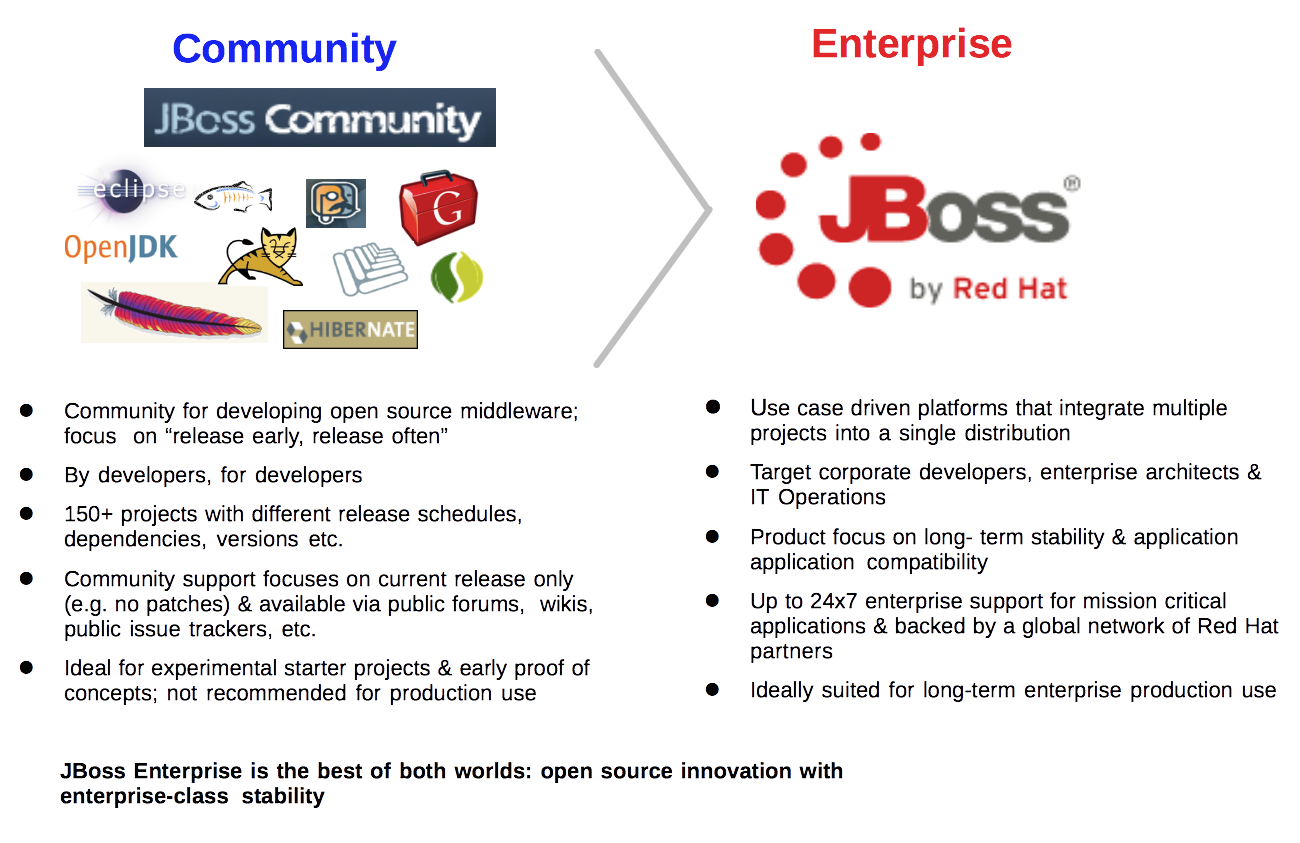 Community
JBoss Community
eclipse
G
OpenJDK
HIBERNATE
Enterprise
JBoss®
by Red Hat
● Community for developing open source middleware;
focus on “release early, release often”
● By developers, for developers
● 150+ projects with different release schedules,
dependencies, versions etc.
● Community support focuses on current release only
(e.g. no patches) & available via public forums, wikis,
public issue trackers, etc.
● Ideal for experimental starter projects & early proof of
concepts; not recommended for production use
● Use case driven platforms that integrate multiple
projects into a single distribution
● Target corporate developers, enterprise architects &
IT Operations
● Product focus on long- term stability & application
application compatibility
● Up to 24x7 enterprise support for mission critical
applications & backed by a global network of Red Hat
partners
● Ideally suited for long-term enterprise production use
JBoss Enterprise is the best of both worlds: open source innovation with
enterprise-class stability